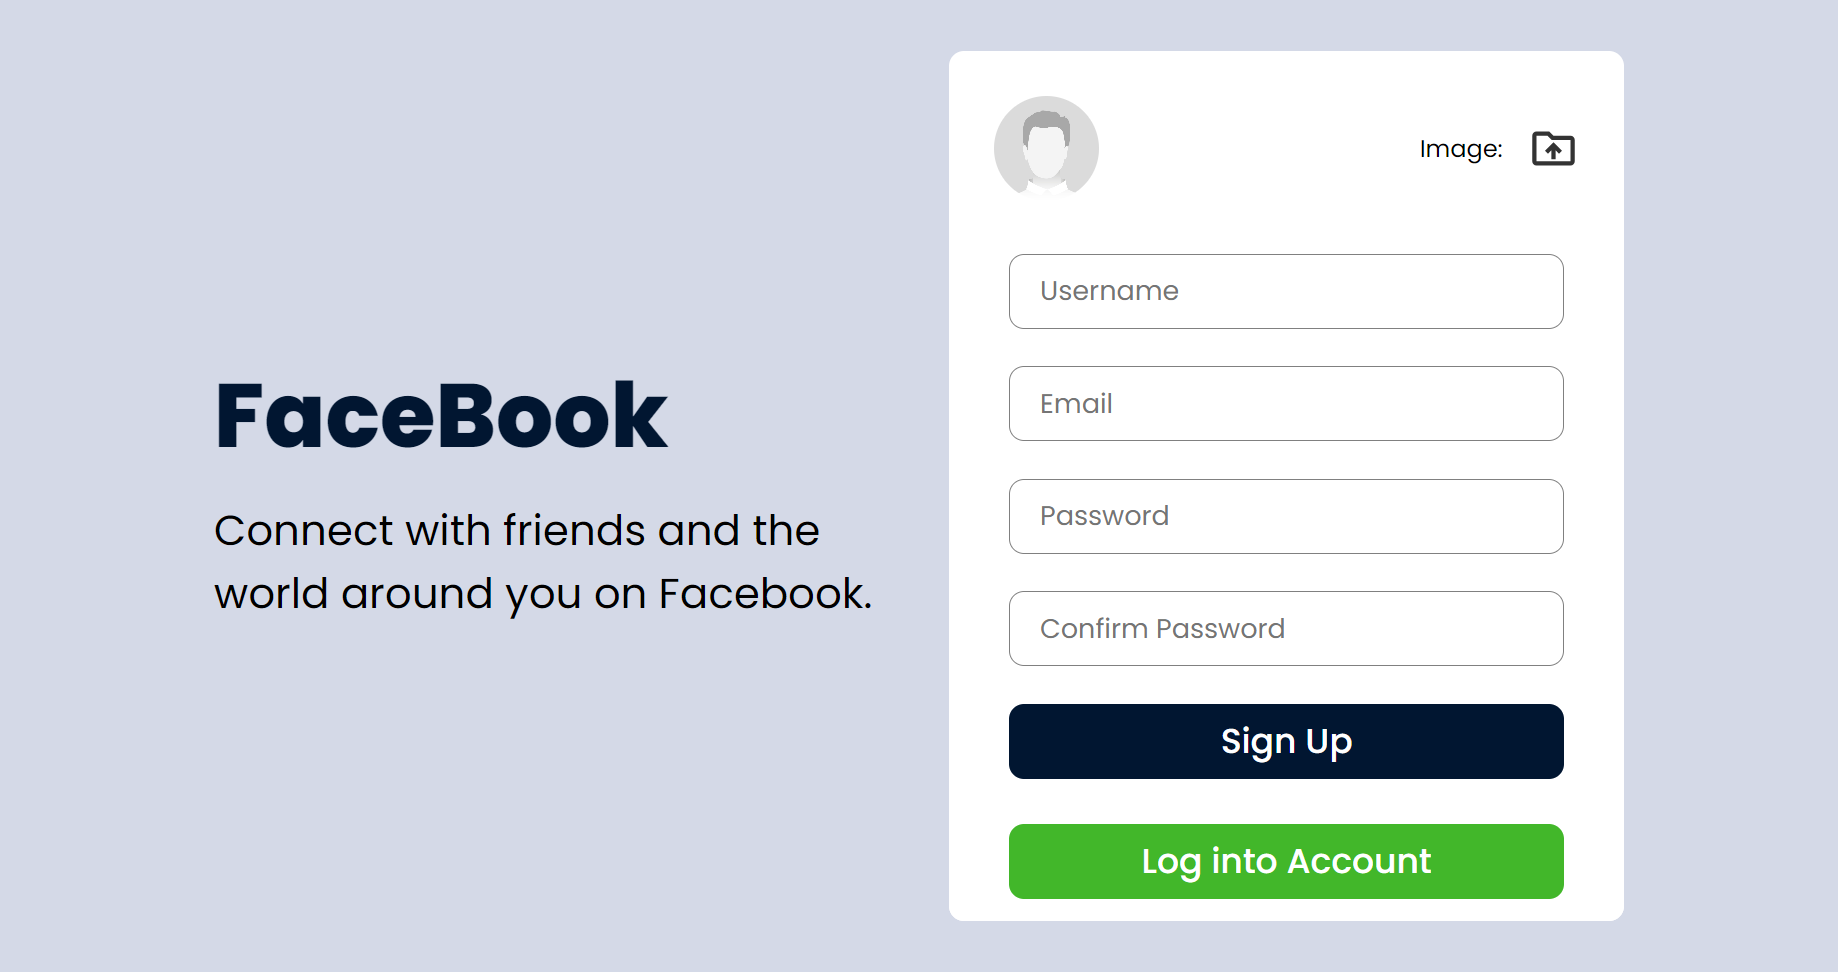 FaceBook
Connect with friends and the
world around you on Facebook.
Image:
Username
Email
Password
Confirm Password
Sign Up
Log into Account